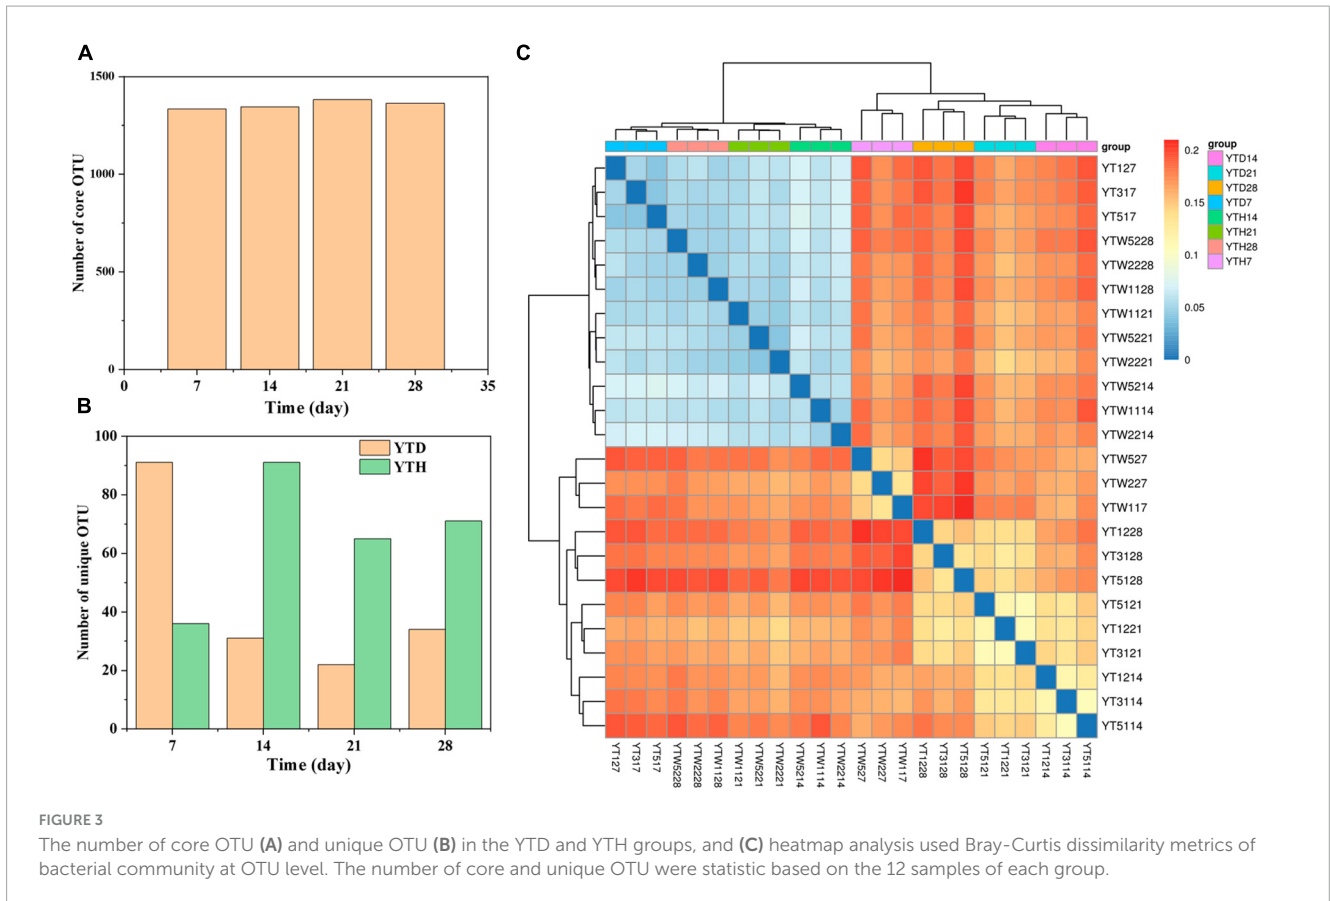 A
1500
1000
500
0
0 7 14 21 28 35
Number of core OTU
Time (day)
B
100
80
60
40
20
0
7 14 21 28
Number of unique OTU
Time (day)
YTD
YTH
C
group
YT127
YT317
YT517
YTW5228
YTW2228
YTW1128
YTW1121
YTW5221
YTW2221
YTW5214
YTW1114
YTW2214
YTW527
YTW227
YTW117
YT1228
YT3128
YT5128
YT5121
YT1221
YT3121
YT1214
YT3114
YT5114
YT127 YT317 YT517 YTW5228 YTW2228 YTW1128 YTW1121 YTW5221 YTW2221 YTW5214 YTW1114 YTW2214 YTW527 YTW227 YTW117 YT1228 YT3128 YT5128 YT5121 YT1221 YT3121 YT1214 YT3114 YT5114
0.2
0.15
0.1
0.05
0
group
YTD14
YTD21
YTD28
YTD7
YTH14
YTH21
YTH28
YTH7
FIGURE 3
The number of core OTU (A) and unique OTU (B) in the YTD and YTH groups, and (C) heatmap analysis used Bray-Curtis dissimilarity metrics of
bacterial community at OTU level. The number of core and unique OTU were statistic based on the 12 samples of each group.